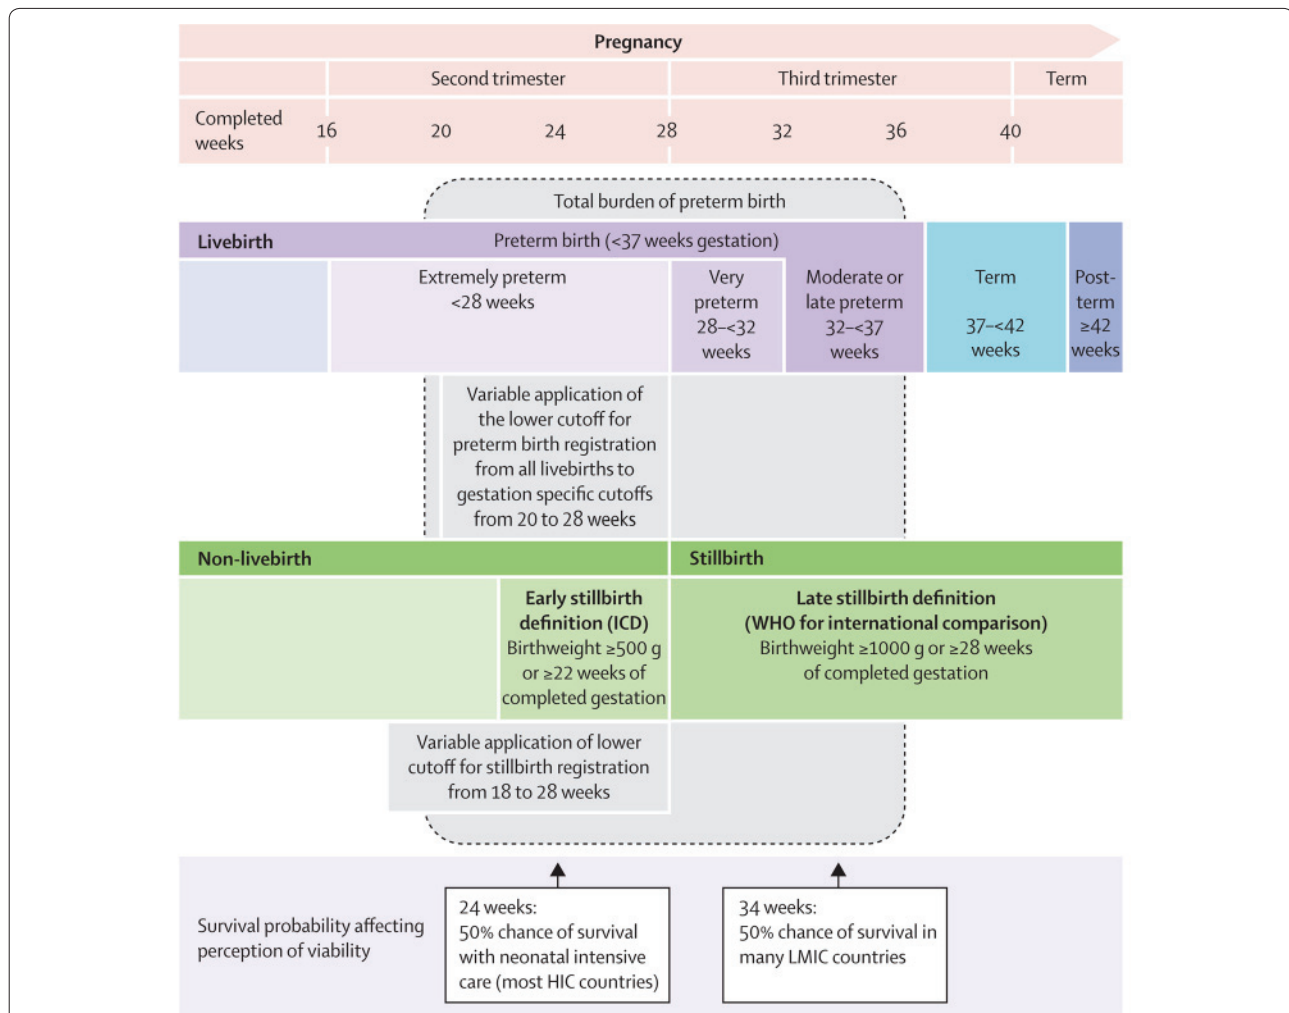 Pregnancy
Second trimester
Third trimester
Term
Completed
weeks
16
20
24
28
32
36
40
Total burden of preterm birth
Livebirth
Preterm birth (<37 weeks gestation)
Extremely preterm
<28 weeks
Very
preterm
28–<32
weeks
Moderate or
late preterm
32–<37
weeks
Term
37–<42
weeks
Post-
term
≥42
weeks
Variable application of
the lower cutoff for
preterm birth registration
from all livebirths to
gestation specific cutoffs
from 20 to 28 weeks
Non-livebirth
Stillbirth
Early stillbirth
definition (ICD)
Birthweight ≥500 g
or ≥22 weeks of
completed gestation
Late stillbirth definition
(WHO for international comparison)
Birthweight ≥1000 g or ≥28 weeks
of completed gestation
Variable application of lower
cutoff for stillbirth registration
from 18 to 28 weeks
Survival probability affecting
perception of viability
24 weeks:
50% chance of survival
with neonatal intensive
care (most HIC countries)
34 weeks:
50% chance of survival in
many LMIC countries